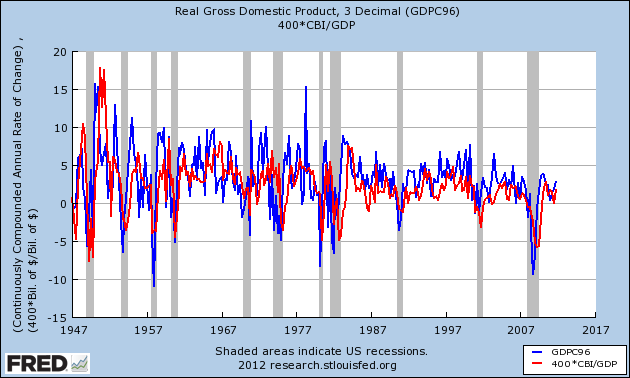 Real Gross Domestic Product, 3 Decimal (GDPC96)
400*CBI/GDP
(Continuously Compounded Annual Rate of Change) ,
(400*Bil. of $/Bil. of $)
20
15
10
5
0
-5
-10
-15
1947 1957 1967 1977 1987 1997 2007 2017
Shaded areas indicate US recessions.
2012 research.stlouisfed.org
FRED
GDPC96
400*CBI/GDP